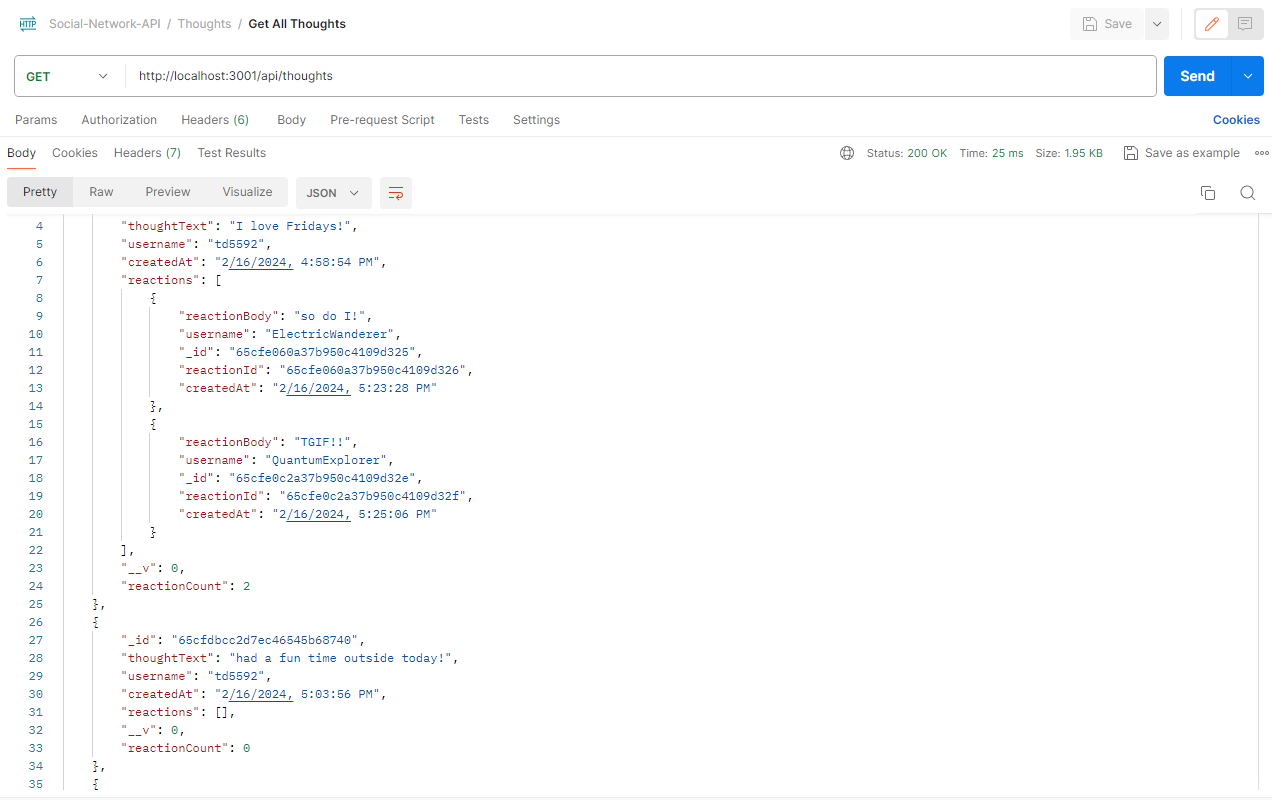 HTTP Social-Network-API / Thoughts / Get All Thoughts Save
GET http://localhost:3001/api/thoughts Send
Params Authorization Headers (6) Body Pre-request Script Tests Settings Cookies
Body Cookies Headers (7) Test Results Status: 200 OK Time: 25 ms Size: 1.95 KB Save as example
Pretty Raw Preview Visualize JSON
4 "thoughtText": "I love Fridays!",
5 "username": "td5592",
6 "createdAt": "2/16/2024, 4:58:54 PM",
7 "reactions": [
8 {
9 "reactionBody": "so do I!",
10 "username": "ElectricWanderer",
11 "_id": "65cfe060a37b950c4109d325",
12 "reactionId": "65cfe060a37b950c4109d326",
13 "createdAt": "2/16/2024, 5:23:28 PM"
14 },
15 {
16 "reactionBody": "TGIF!!",
17 "username": "QuantumExplorer",
18 "_id": "65cfe0c2a37b950c4109d32e",
19 "reactionId": "65cfe0c2a37b950c4109d32f",
20 "createdAt": "2/16/2024, 5:25:06 PM"
21 }
22 ],
23 "__v": 0,
24 "reactionCount": 2
25 },
26 {
27 "_id": "65cfdbcc2d7ec46545b68740",
28 "thoughtText": "had a fun time outside today!",
29 "username": "td5592",
30 "createdAt": "2/16/2024, 5:03:56 PM",
31 "reactions": [],
32 "__v": 0,
33 "reactionCount": 0
34 },
35 {